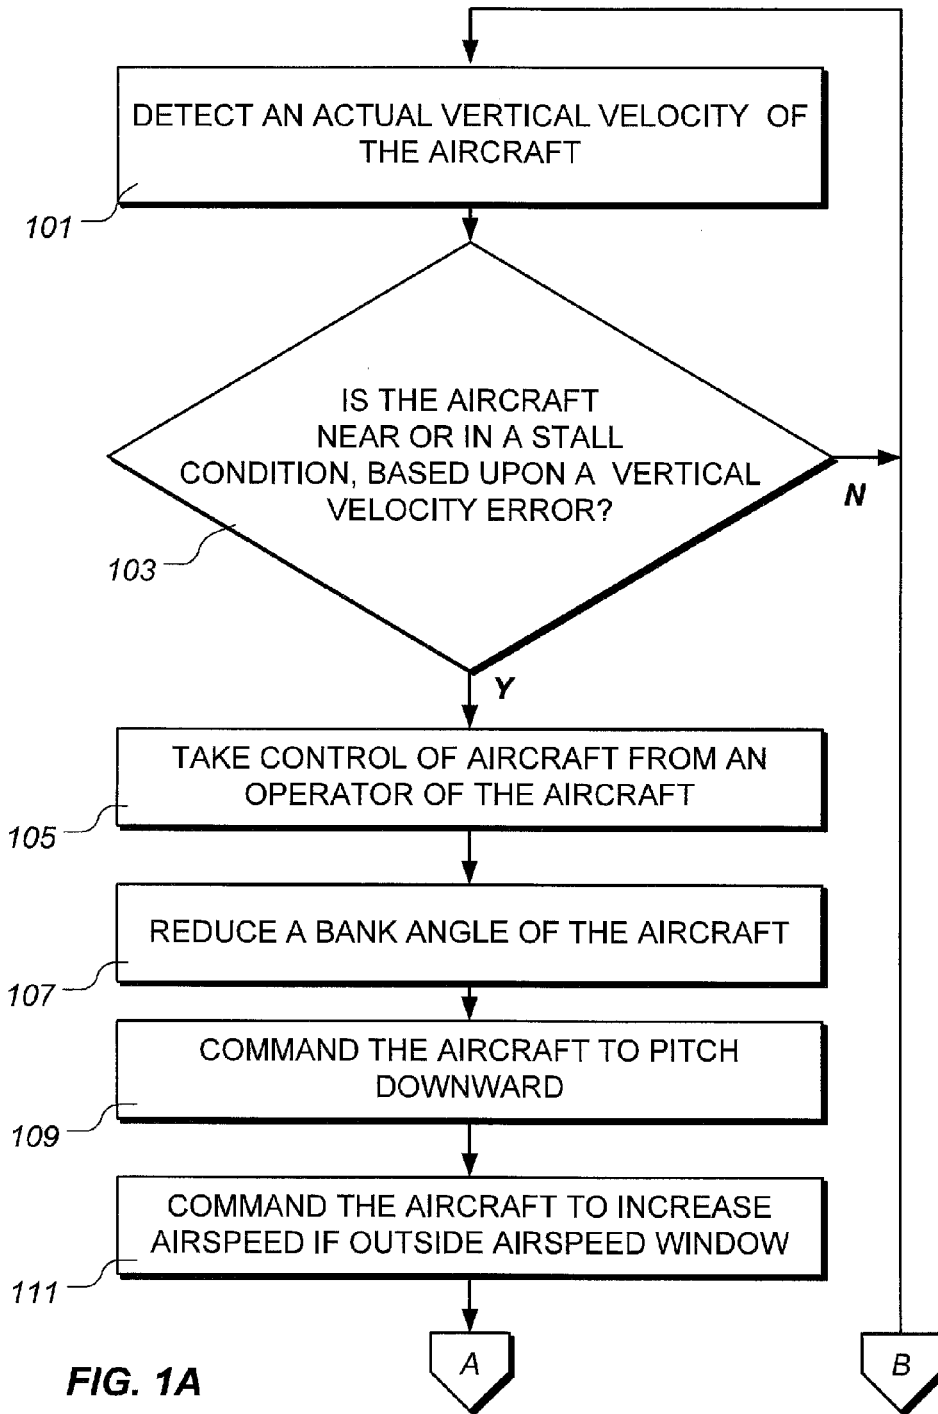 DETECT AN ACTUAL VERTICAL VELOCITY OF
THE AIRCRAFT
101
IS THE AIRCRAFT
NEAR OR IN A STALL
CONDITION, BASED UPON A VERTICAL
VELOCITY ERROR?
N
103
Y
TAKE CONTROL OF AIRCRAFT FROM AN
OPERATOR OF THE AIRCRAFT
105
REDUCE A BANK ANGLE OF THE AIRCRAFT
107
COMMAND THE AIRCRAFT TO PITCH
DOWNWARD
109
COMMAND THE AIRCRAFT TO INCREASE
AIRSPEED IF OUTSIDE AIRSPEED WINDOW
111
A
B
FIG. 1A